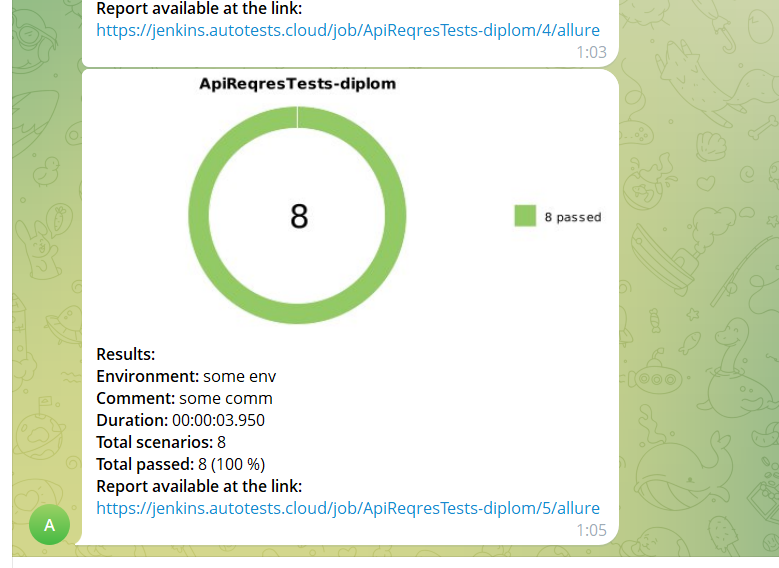 Report available at the link:
https://jenkins.autotests.cloud/job/ApiReqresTests-diplom/4/allure
1:03
ApiReqresTests-diplom
8
8 passed
Results:
Environment: some env
Comment: some comm
Duration: 00:00:03.950
Total scenarios: 8
Total passed: 8 (100 %)
Report available at the link:
https://jenkins.autotests.cloud/job/ApiReqresTests-diplom/5/allure
A
1:05